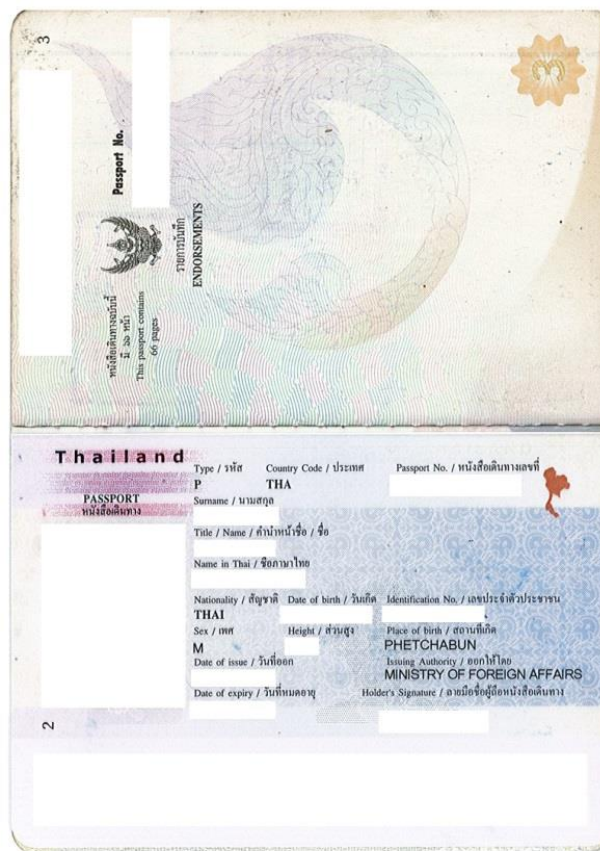 3
Passport No.
หนังสือเดินทางฉบับนี้
มี ๖๖ หน้า
This passport contains
66 pages
รายการบันทึก
ENDORSEMENTS
Thailand
PASSPORT
หนังสือเดินทาง
Type / รหัส Country Code / ประเทศ Passport No. / หนังสือเดินทางเลขที่
P THA
Surname / นามสกุล
Title / Name / คำนำหน้าชื่อ / ชื่อ
Name in Thai / ชื่อภาษาไทย
Nationality / สัญชาติ Date of birth / วันเกิด Identification No. / เลขประจำตัวประชาชน
THAI
Sex / เพศ Height / ส่วนสูง Place of birth / สถานที่เกิด
M PHETCHABUN
Date of issue / วันที่ออก Issuing Authority / ออกให้โดย
MINISTRY OF FOREIGN AFFAIRS
Date of expiry / วันที่หมดอายุ Holder's Signature / ลายมือชื่อผู้ถือหนังสือเดินทาง
2